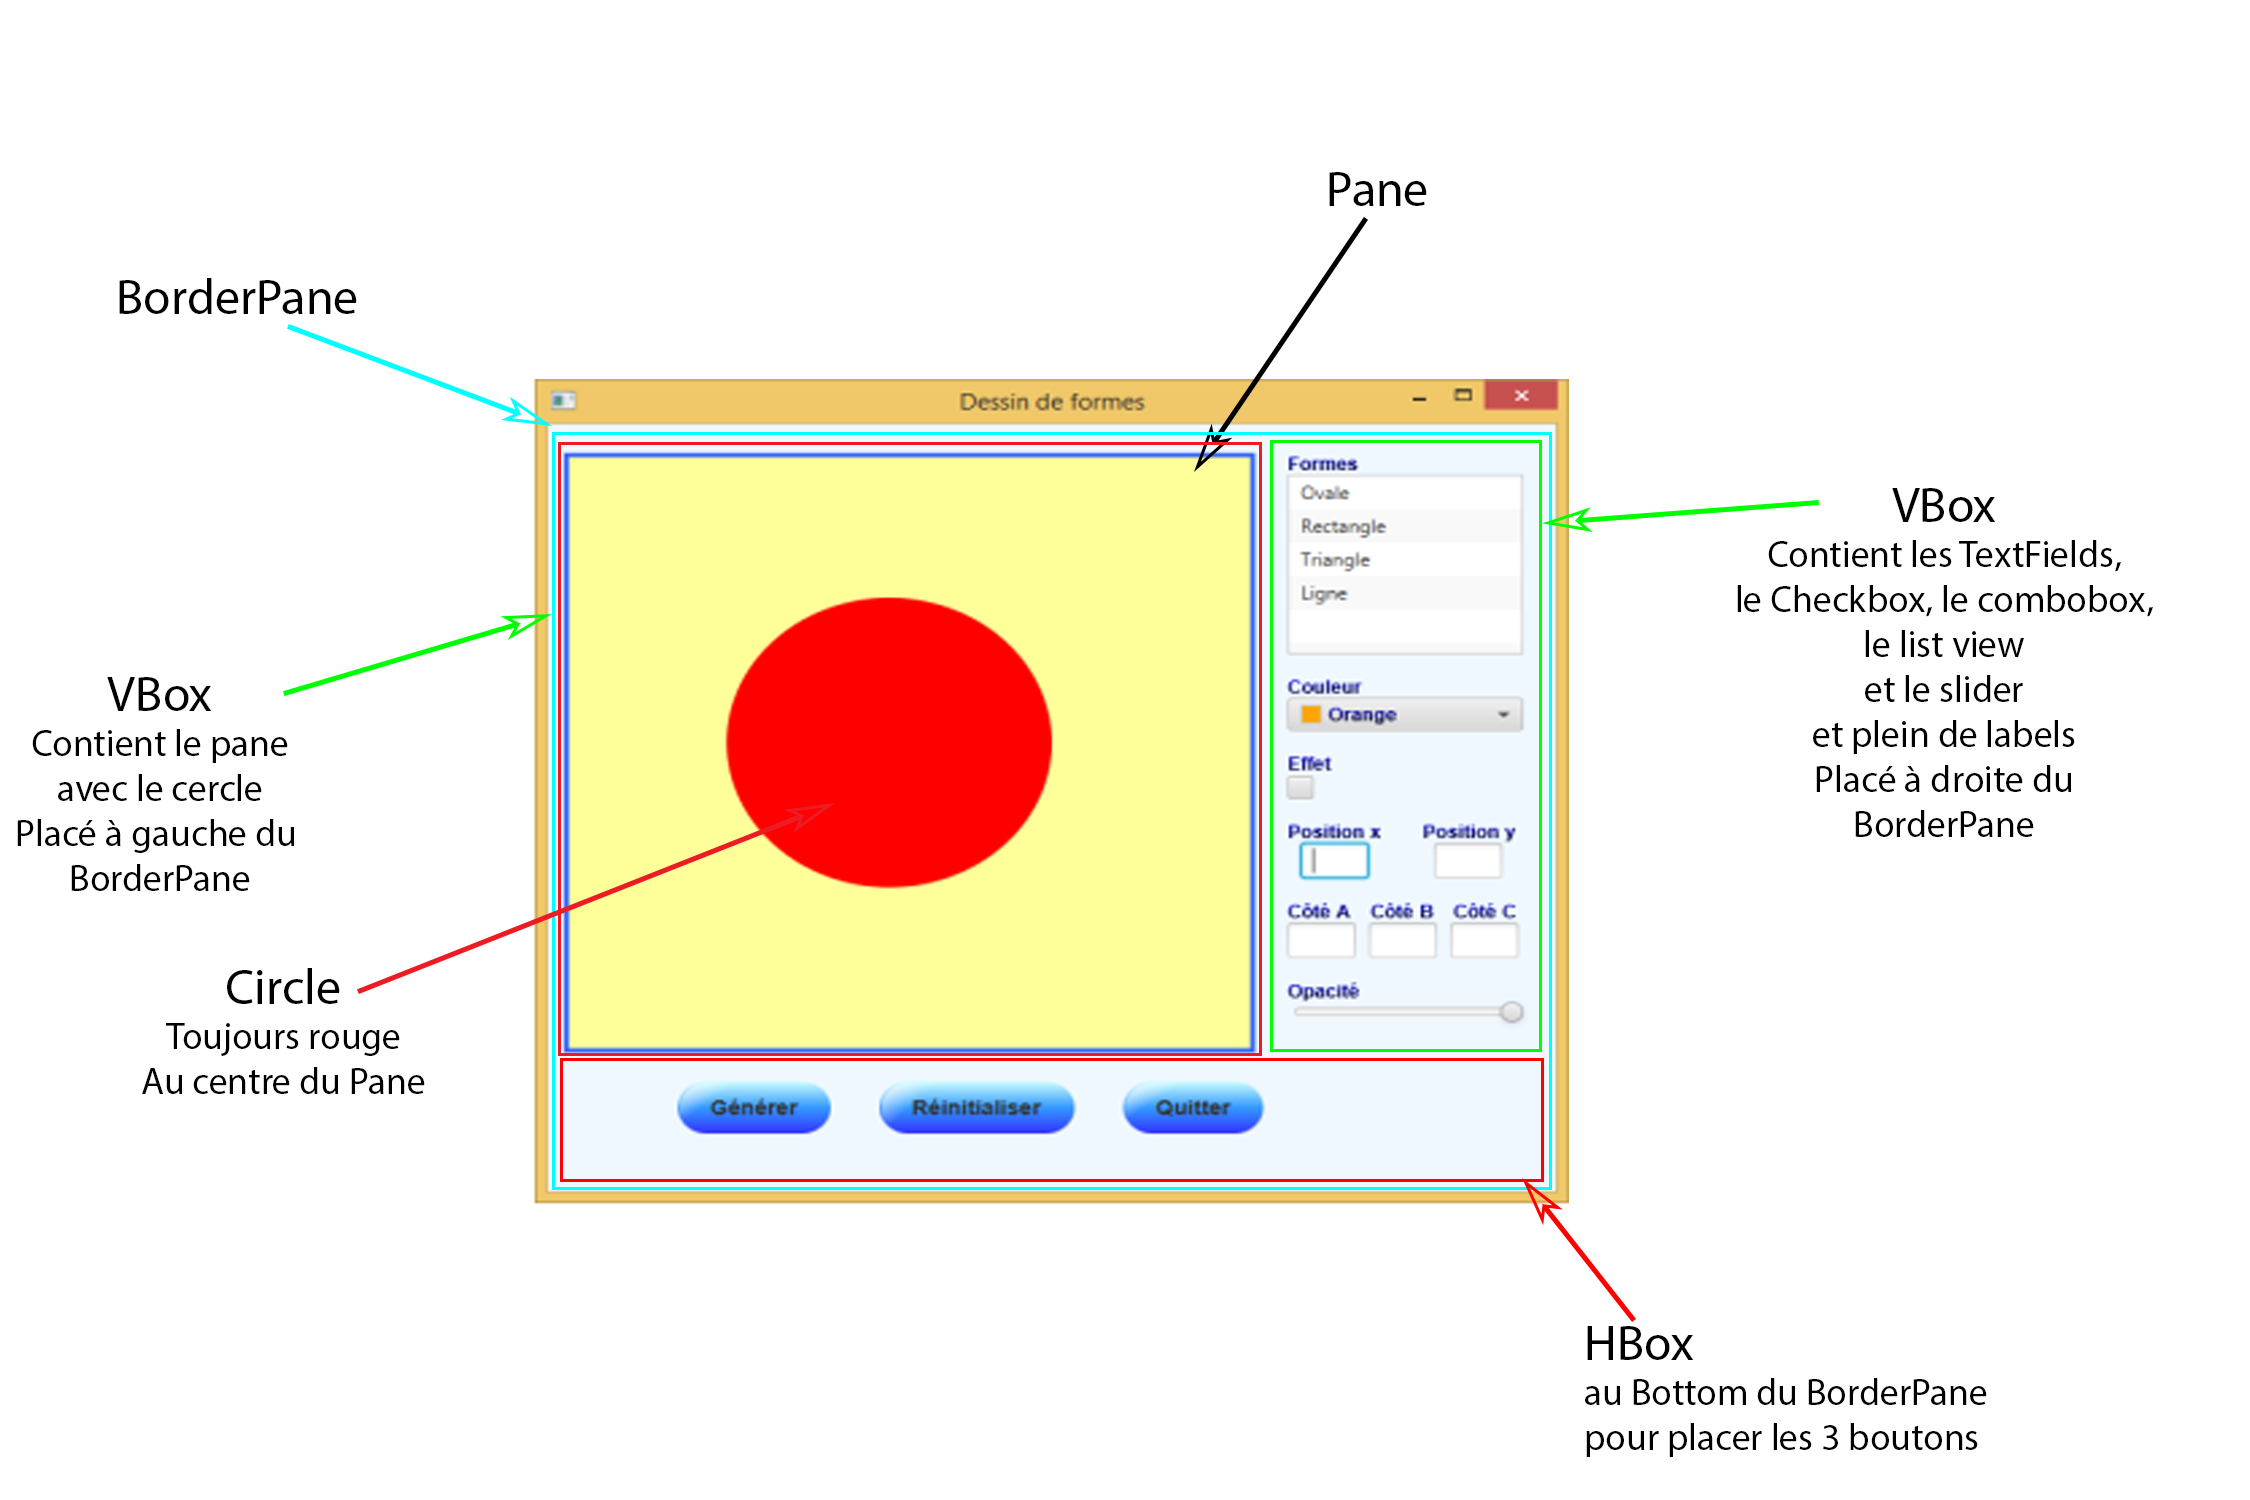 Pane
BorderPane
Dessin de formes
VBox
Contient le pane
avec le cercle
Placé à gauche du
BorderPane
Circle
Toujours rouge
Au centre du Pane
Formes
Ovale
Rectangle
Triangle
Ligne
Couleur
Orange
Effet
Position x Position y
Côté A Côté B Côté C
Opacité
Générer Réinitialiser Quitter
VBox
Contient les TextFields,
le Checkbox, le combobox,
le list view
et le slider
et plein de labels
Placé à droite du
BorderPane
HBox
au Bottom du BorderPane
pour placer les 3 boutons